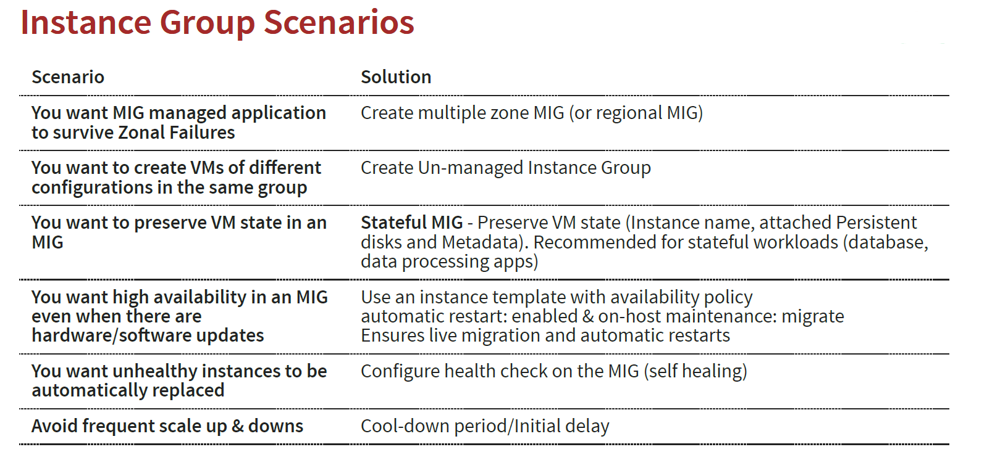 Instance Group Scenarios
Scenario
Solution
You want MIG managed application
to survive Zonal Failures
Create multiple zone MIG (or regional MIG)
You want to create VMs of different
configurations in the same group
Create Un-managed Instance Group
You want to preserve VM state in an
MIG
Stateful MIG - Preserve VM state (Instance name, attached Persistent
disks and Metadata). Recommended for stateful workloads (database,
data processing apps)
You want high availability in an MIG
even when there are
hardware/software updates
Use an instance template with availability policy
automatic restart: enabled & on-host maintenance: migrate
Ensures live migration and automatic restarts
You want unhealthy instances to be
automatically replaced
Configure health check on the MIG (self healing)
Avoid frequent scale up & downs
Cool-down period/Initial delay